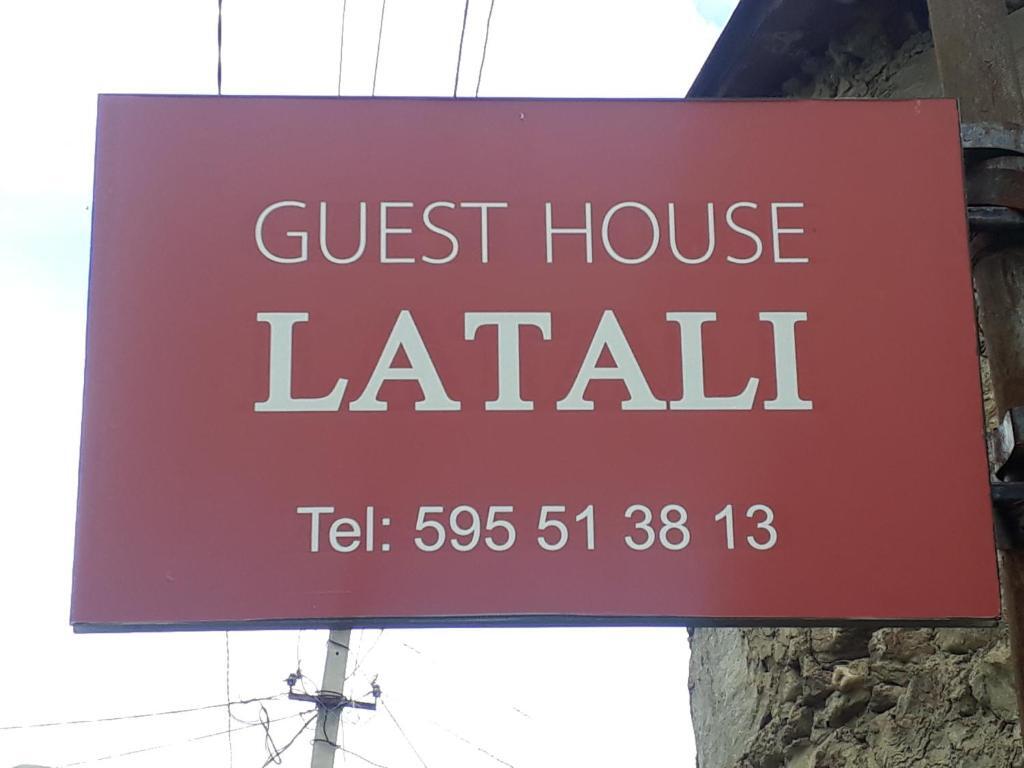 GUEST HOUSE
LATALI
Tel: 595 51 38 13